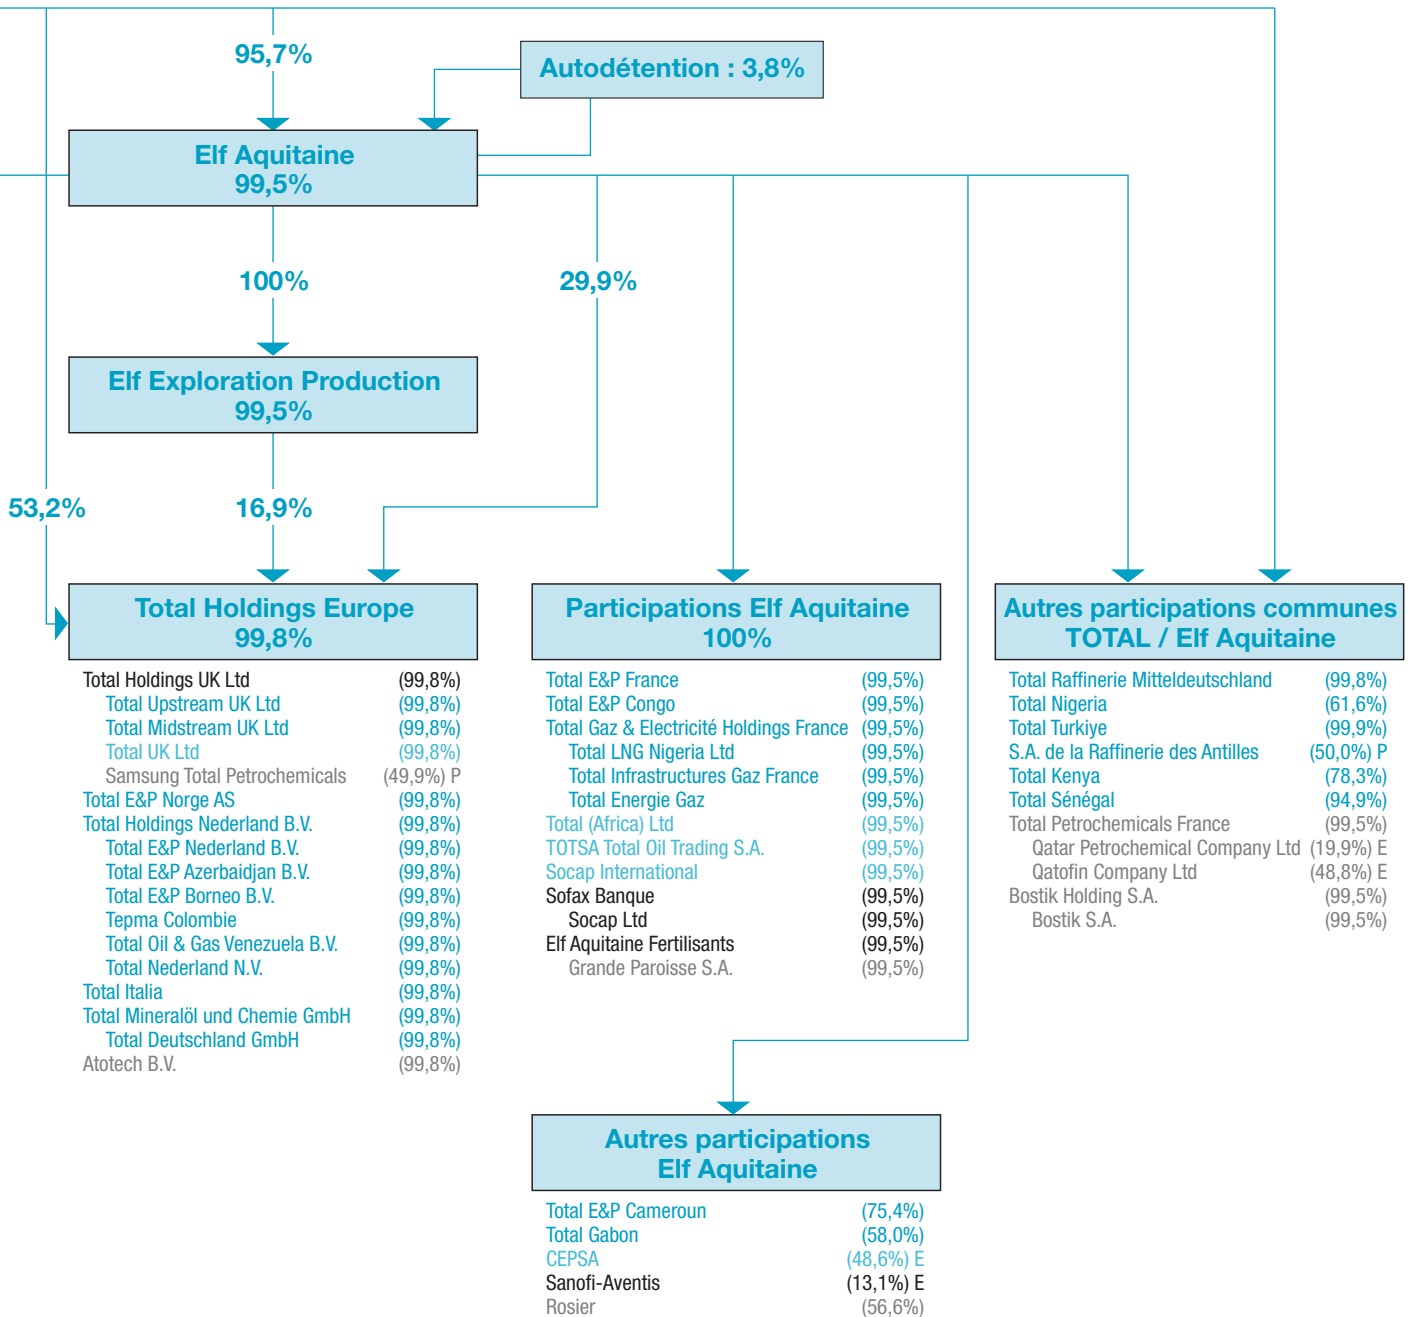 95,7%
Autodétention : 3,8%
Elf Aquitaine
99,5%
100%
29,9%
Elf Exploration Production
99,5%
53,2%
16,9%
Total Holdings Europe
99,8%
Total Holdings UK Ltd (99,8%)
Total Upstream UK Ltd (99,8%)
Total Midstream UK Ltd (99,8%)
Total UK Ltd (99,8%)
Samsung Total Petrochemicals (49,9%) P
Total E&P Norge AS (99,8%)
Total Holdings Nederland B.V. (99,8%)
Total E&P Nederland B.V. (99,8%)
Total E&P Azerbaidjan B.V. (99,8%)
Total E&P Borneo B.V. (99,8%)
Tepma Colombie (99,8%)
Total Oil & Gas Venezuela B.V. (99,8%)
Total Nederland N.V. (99,8%)
Total Italia (99,8%)
Total Mineralöl und Chemie GmbH (99,8%)
Total Deutschland GmbH (99,8%)
Atotech B.V. (99,8%)
Participations Elf Aquitaine
100%
Total E&P France (99,5%)
Total E&P Congo (99,5%)
Total Gaz & Electricité Holdings France (99,5%)
Total LNG Nigeria Ltd (99,5%)
Total Infrastructures Gaz France (99,5%)
Total Energie Gaz (99,5%)
Total (Africa) Ltd (99,5%)
TOTSA Total Oil Trading S.A. (99,5%)
Socap International (99,5%)
Sofax Banque (99,5%)
Socap Ltd (99,5%)
Elf Aquitaine Fertilisants (99,5%)
Grande Paroisse S.A. (99,5%)
Autres participations communes
TOTAL / Elf Aquitaine
Total Raffinerie Mitteldeutschland (99,8%)
Total Nigeria (61,6%)
Total Turkiye (99,9%)
S.A. de la Raffinerie des Antilles (50,0%) P
Total Kenya (78,3%)
Total Sénégal (94,9%)
Total Petrochemicals France (99,5%)
Qatar Petrochemical Company Ltd (19,9%) E
Qatofin Company Ltd (48,8%) E
Bostik Holding S.A. (99,5%)
Bostik S.A. (99,5%)
Autres participations
Elf Aquitaine
Total E&P Cameroun (75,4%)
Total Gabon (58,0%)
CEPSA (48,6%) E
Sanofi-Aventis (13,1%) E
Rosier (56,6%)